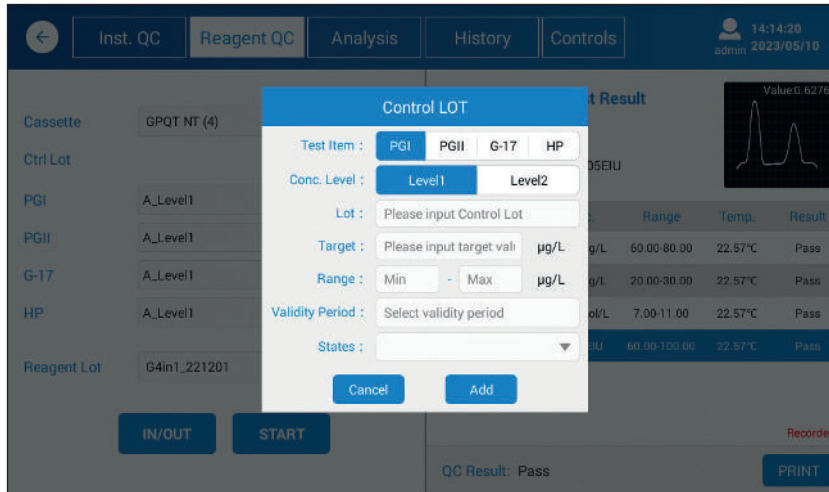 Inst. QC Reagent QC Analysis History Controls admin 14:14:20 2023/05/10
Cassette GPQT NT (4)
Ctrl Lot
PGI A_Level1
PGII A_Level1
G-17 A_Level1
HP A_Level1
Reagent Lot G4in1_221201
IN/OUT START
Control LOT
Test Item : PGI PGII G-17 HP
Conc. Level : Level1 Level2
Lot : Please input Control Lot
Target : Please input target valu µg/L
Range : Min - Max µg/L
Validity Period : Select validity period
States :
Cancel Add
t Result
Value:0.6276
05EIU
Range Temp. Result
g/L 60.00-80.00 22.57°C Pass
g/L 20.00-30.00 22.57°C Pass
ol/L 7.00-11.00 22.57°C Pass
EIU 60.00-100.00 22.57°C Pass
Recorde
QC Result: Pass PRINT